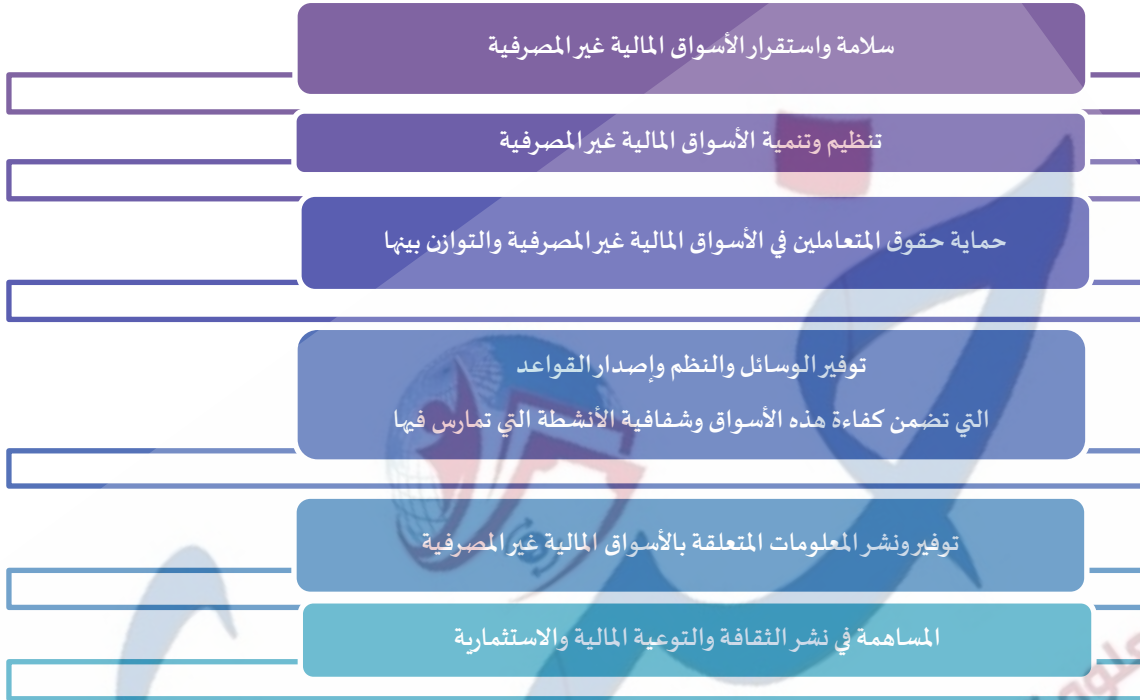 سلامة واستقرار الأسواق المالية غير المصرفية
تنظيم وتنمية الأسواق المالية غير المصرفية
حماية حقوق المتعاملين في الأسواق المالية غير المصرفية والتوازن بينها
توفير الوسائل والنظم وإصدار القواعد
التي تضمن كفاءة هذه الأسواق وشفافية الأنشطة التي تمارس فيها
توفير ونشر المعلومات المتعلقة بالأسواق المالية غير المصرفية
المساهمة في نشر الثقافة والتوعية المالية والاستثمارية